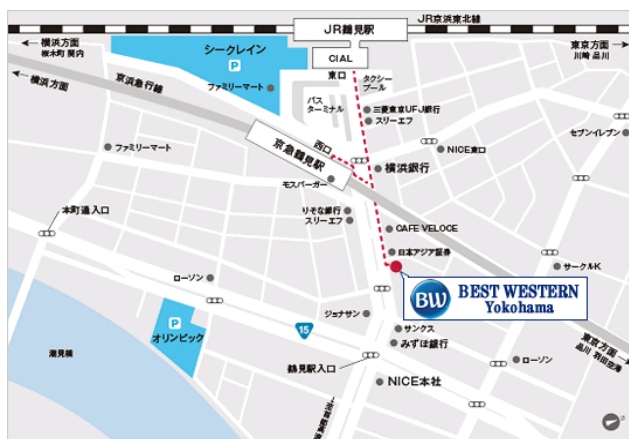 JR鶴見駅
JR京浜東北線
横浜方面
桜木町 関内
シークレイン
P
CIAL
東口
タクシー
プール
東京方面
川崎 品川
横浜方面
京浜急行線
ファミリーマート
バス
ターミナル
三菱東京UFJ銀行
スリーエフ
セブンイレブン
ファミリーマート
西口
NICE東口
京急鶴見駅
横浜銀行
モスバーガー
本町通入口
りそな銀行
スリーエフ
CAFE VELOCE
日本アジア証券
ローソン
サークルK
BW
BEST WESTERN
Yokohama
P
オリンピック
15
ジョナサン
サンクス
みずほ銀行
東京方面
品川 羽田空港
潮見橋
鶴見駅入口
ローソン
NICE本社